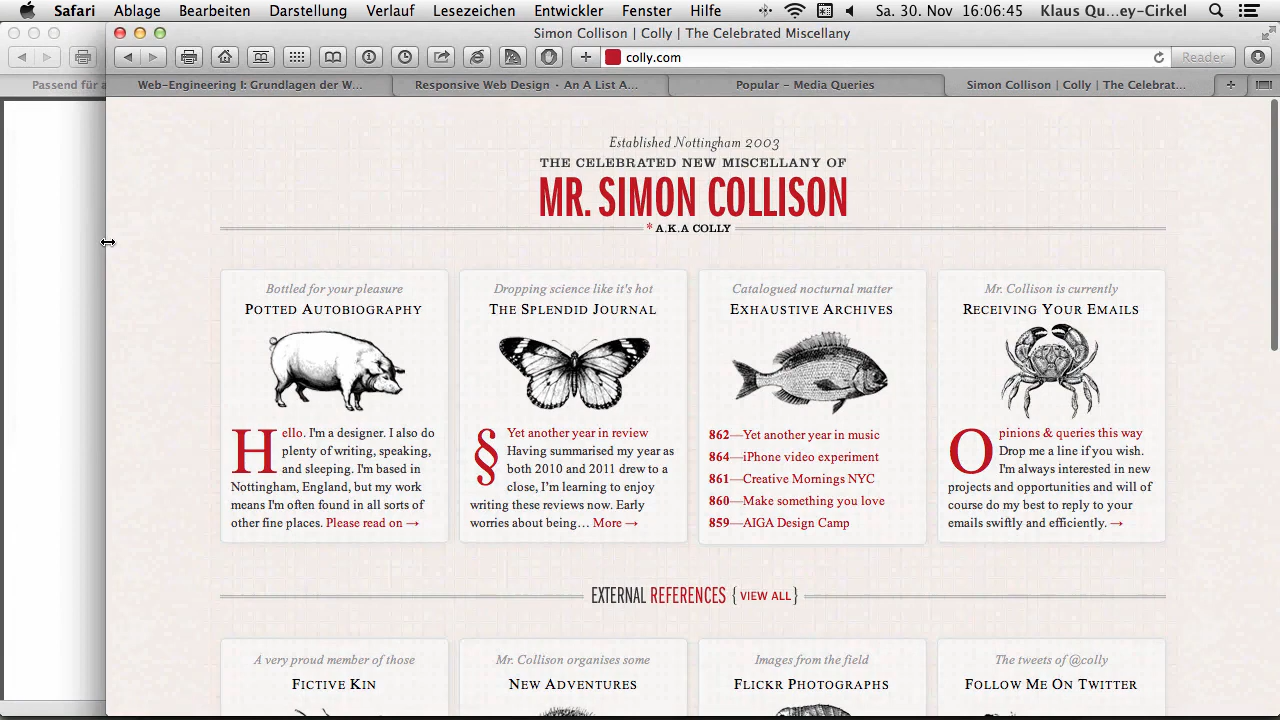 Safari Ablage Bearbeiten Darstellung Verlauf Lesezeichen Entwickler Fenster Hilfe Sa. 30. Nov 16:06:45 Klaus Qu...ey-Cirkel
Simon Collison | Colly | The Celebrated Miscellany
colly.com
Reader
Passend für a
Web-Engineering I: Grundlagen der W...
Responsive Web Design · An A List A...
Popular – Media Queries
Simon Collison | Colly | The Celebrat...
Established Nottingham 2003
THE CELEBRATED NEW MISCELLANY OF
MR. SIMON COLLISON
* A.K.A COLLY
Bottled for your pleasure
POTTED AUTOBIOGRAPHY
Hello. I'm a designer. I also do
plenty of writing, speaking,
and sleeping. I'm based in
Nottingham, England, but my work
means I'm often found in all sorts of
other fine places. Please read on →
Dropping science like it's hot
THE SPLENDID JOURNAL
§ Yet another year in review
Having summarised my year as
both 2010 and 2011 drew to a
close, I'm learning to enjoy
writing these reviews now. Early
worries about being… More →
Catalogued nocturnal matter
EXHAUSTIVE ARCHIVES
862—Yet another year in music
864—iPhone video experiment
861—Creative Mornings NYC
860—Make something you love
859—AIGA Design Camp
Mr. Collison is currently
RECEIVING YOUR EMAILS
Opinions & queries this way
Drop me a line if you wish.
I'm always interested in new
projects and opportunities and will of
course do my best to reply to your
emails swiftly and efficiently. →
EXTERNAL REFERENCES { VIEW ALL }
A very proud member of those
FICTIVE KIN
Mr. Collison organises some
NEW ADVENTURES
Images from the field
FLICKR PHOTOGRAPHS
The tweets of @colly
FOLLOW ME ON TWITTER